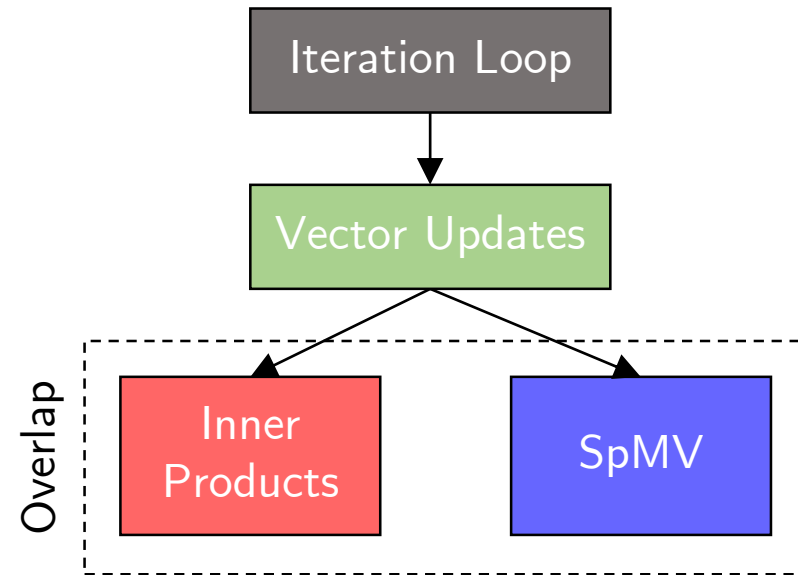 Iteration Loop
Vector Updates
Overlap
Inner
Products
SpMV